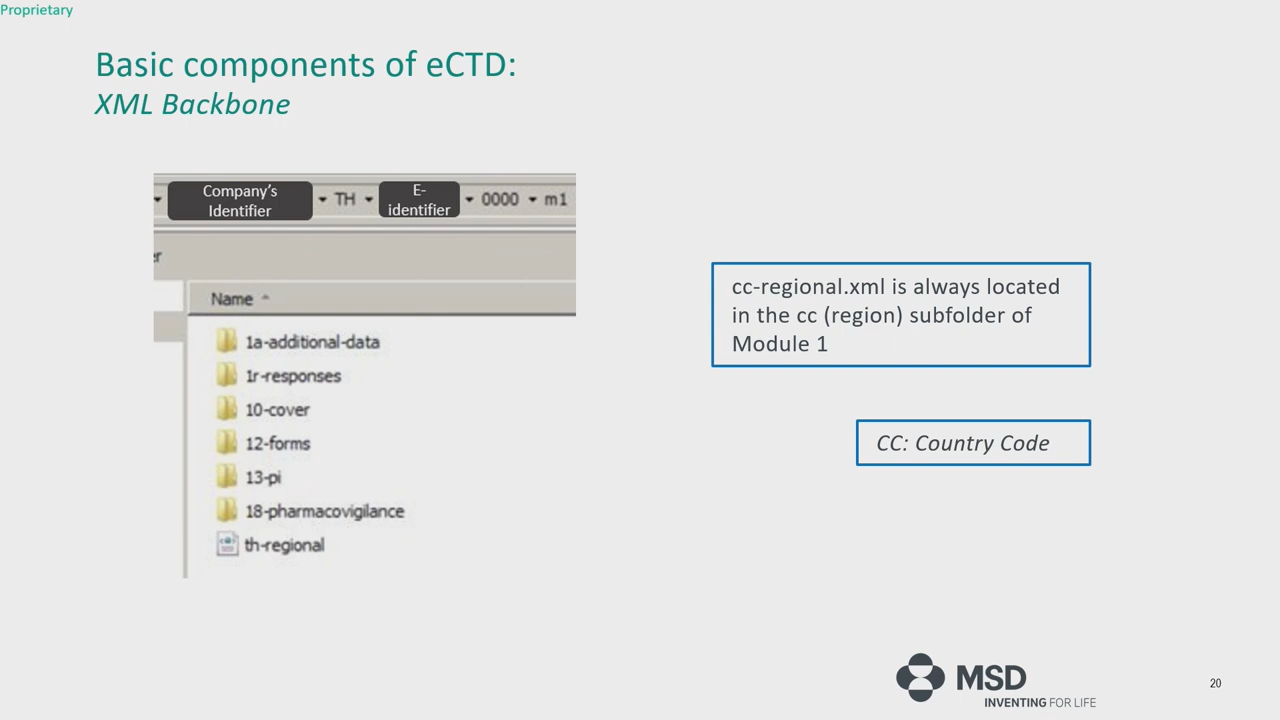 Proprietary
Basic components of eCTD:
XML Backbone
Company's
Identifier
TH
E-
identifier
0000
m1
er
Name
1a-additional-data
1r-responses
10-cover
12-forms
13-pi
18-pharmacovigilance
th-regional
cc-regional.xml is always located
in the cc (region) subfolder of
Module 1
CC: Country Code
MSD
INVENTING FOR LIFE
20